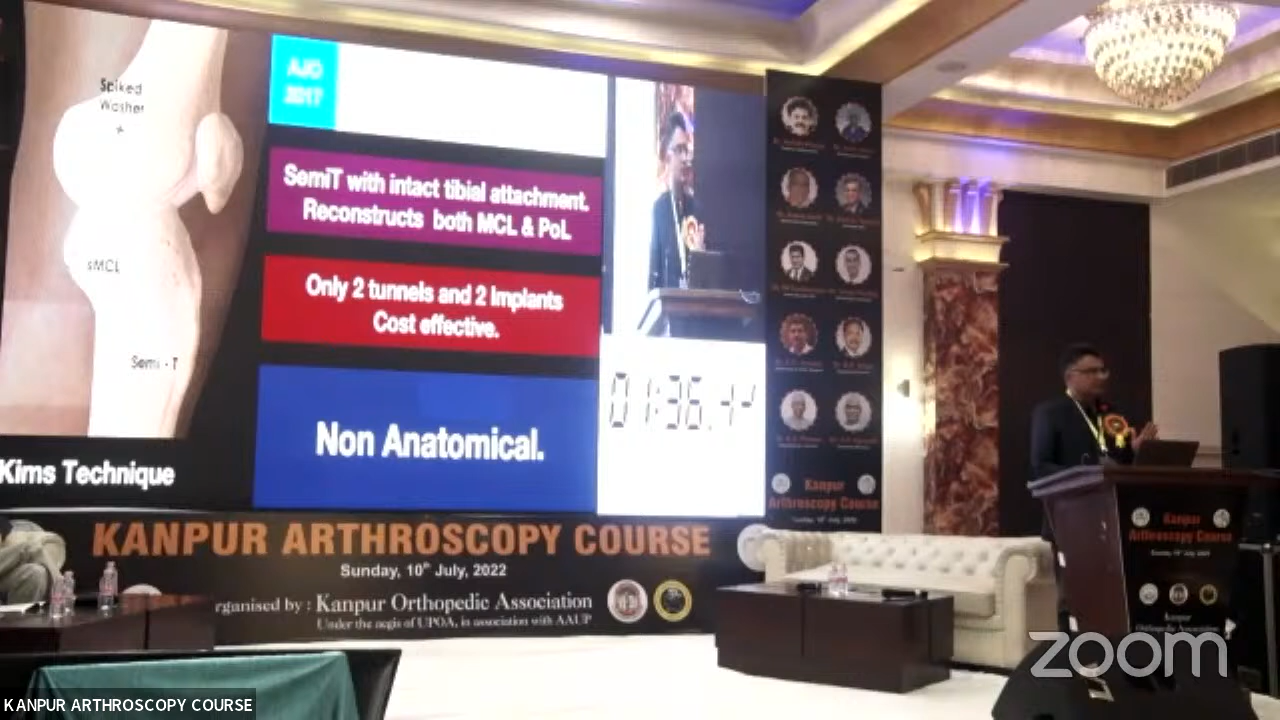 Spiked
Washer
+
sMCL
Semi - T
Kims Technique
AJO
2017
SemiT with intact tibial attachment.
Reconstructs both MCL & PoL
Only 2 tunnels and 2 Implants
Cost effective.
Non Anatomical.
01:36.
Kanpur
Arthroscopy Course
KANPUR ARTHROSCOPY COURSE
Sunday, 10th July, 2022
rganised by : Kanpur Orthopedic Association
Under the aegis of UPOA, in association with AAUP
Kanpur
Arthroscopy Course
Kanpur
zoom
KANPUR ARTHROSCOPY COURSE